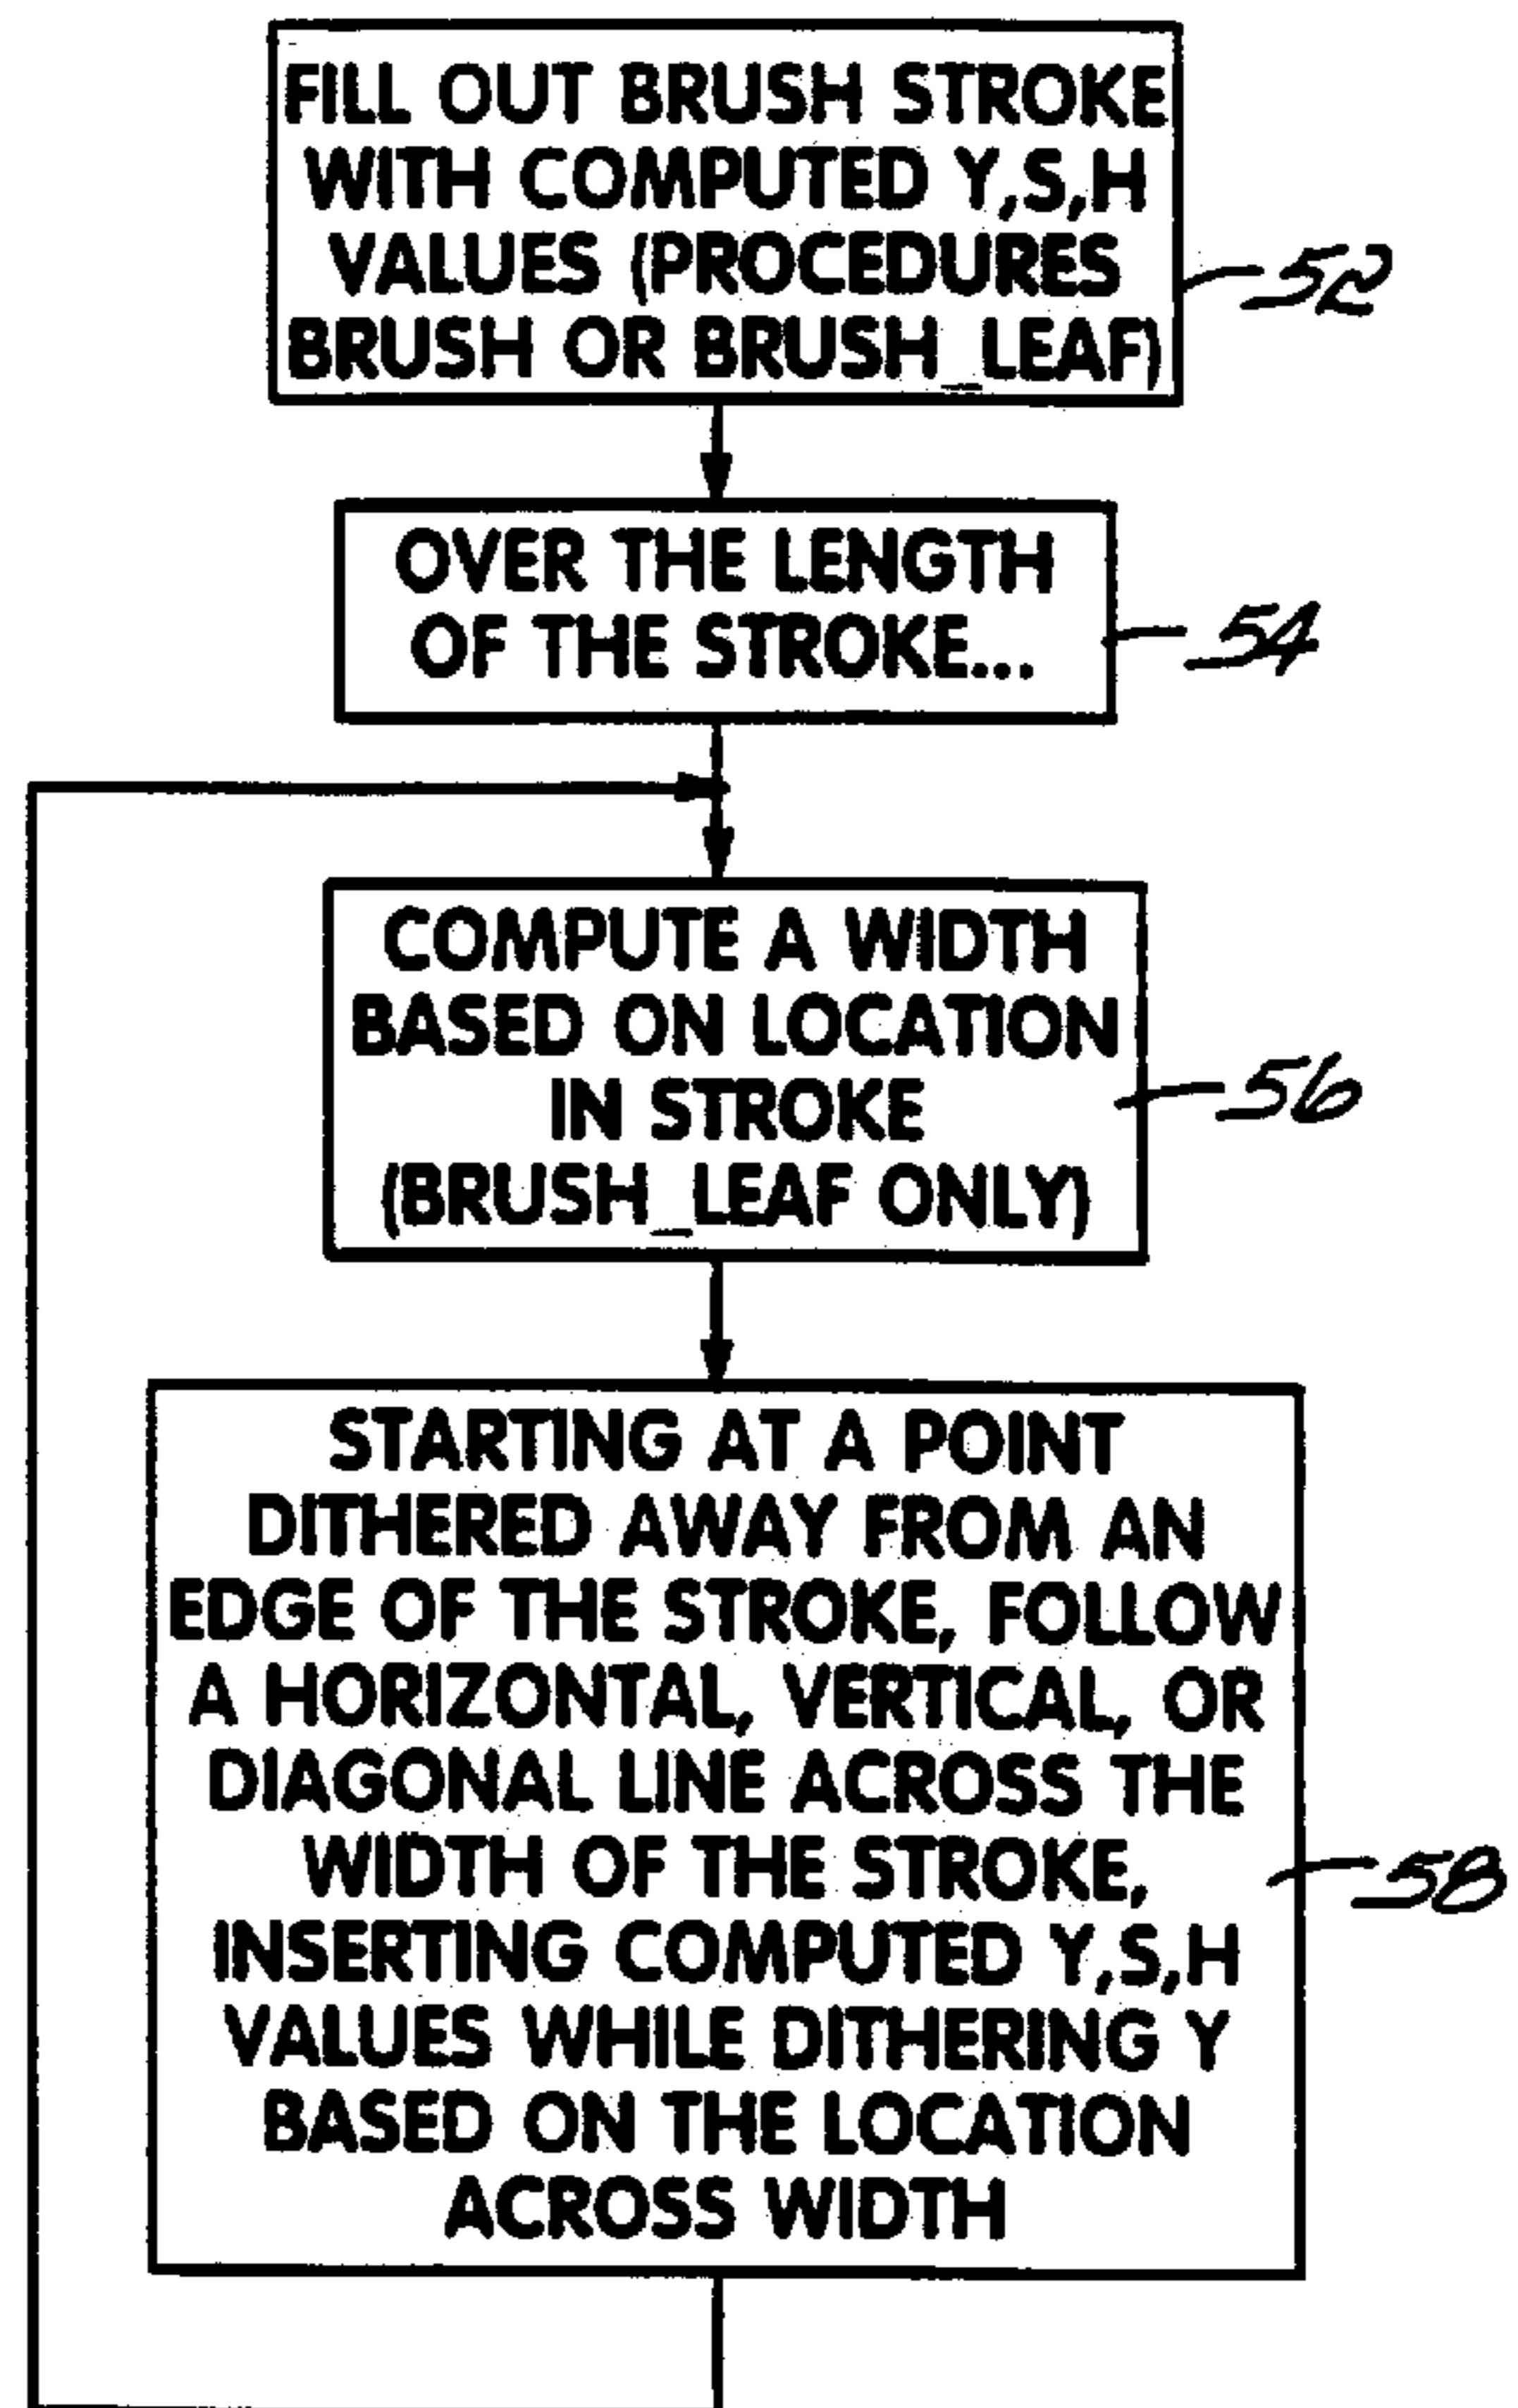 FILL OUT BRUSH STROKE
WITH COMPUTED Y,S,H
VALUES (PROCEDURES
BRUSH OR BRUSH_LEAF)
52
OVER THE LENGTH
OF THE STROKE...
54
COMPUTE A WIDTH
BASED ON LOCATION
IN STROKE
(BRUSH_LEAF ONLY)
56
STARTING AT A POINT
DITHERED AWAY FROM AN
EDGE OF THE STROKE, FOLLOW
A HORIZONTAL, VERTICAL, OR
DIAGONAL LINE ACROSS THE
WIDTH OF THE STROKE,
INSERTING COMPUTED Y,S,H
VALUES WHILE DITHERING Y
BASED ON THE LOCATION
ACROSS WIDTH
58